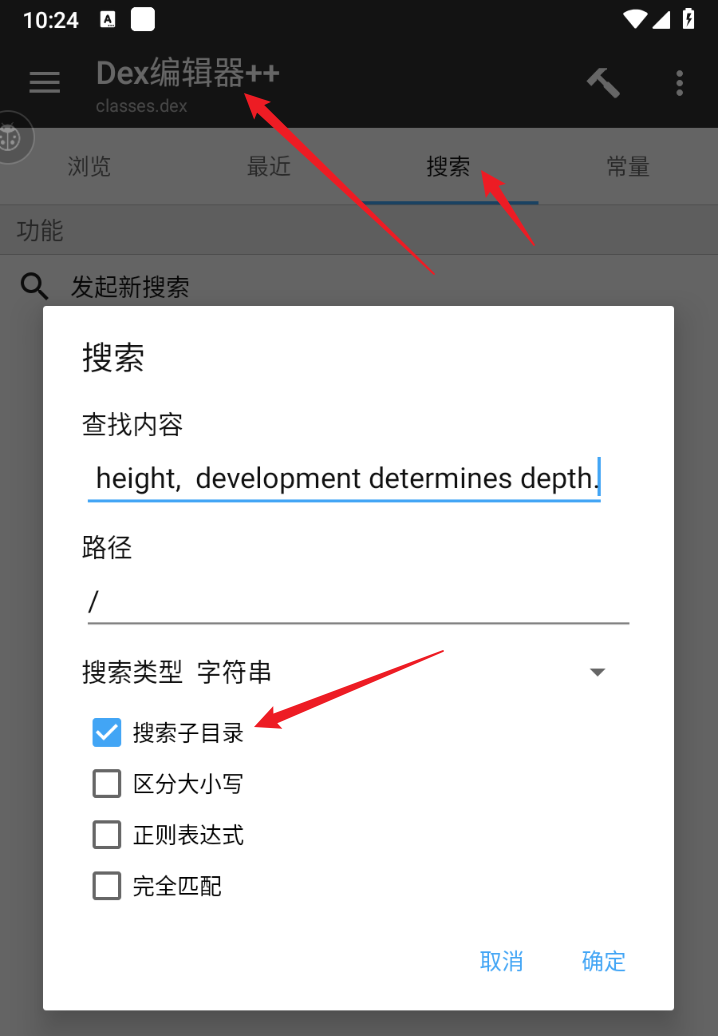 10:24 A
Dex编辑器++
classes.dex
浏览 最近 搜索 常量
功能
发起新搜索
搜索
查找内容
height, development determines depth.
路径
/
搜索类型 字符串
搜索子目录
区分大小写
正则表达式
完全匹配
取消 确定